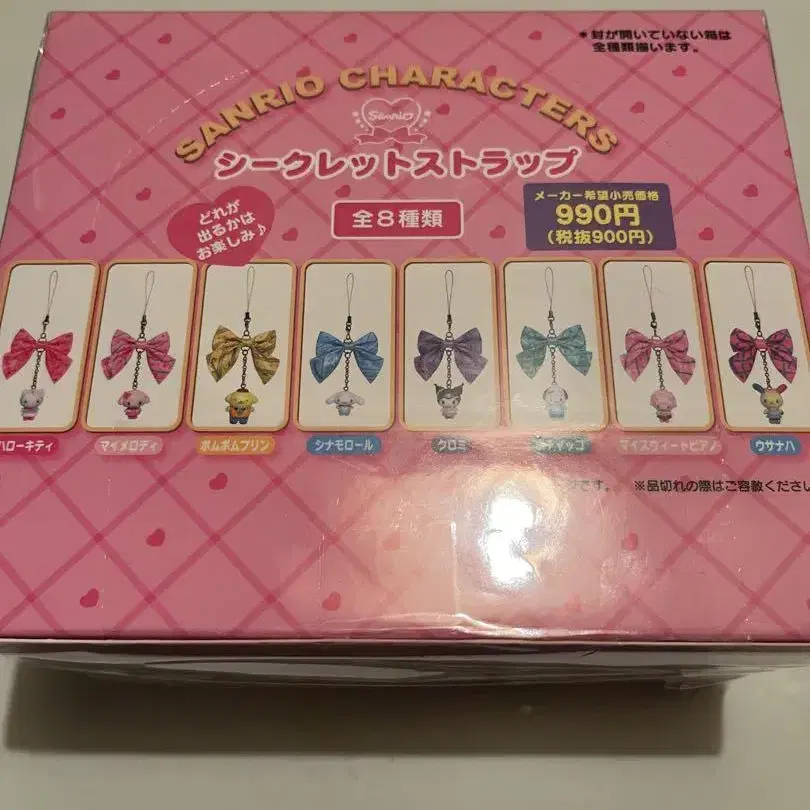 *封が開いていない箱は
全種類揃います。
SANRIO CHARACTERS
Sanrio
シークレットストラップ
どれが
出るかは
お楽しみ♪
全8種類
メーカー希望小売価格
990円
(税抜900円)
ハローキティ
マイメロディ
ポムポムプリン
シナモロール
クロミ
マイスウィートピアノ
ウサハナ
です。 ※品切れの際はご容赦ください